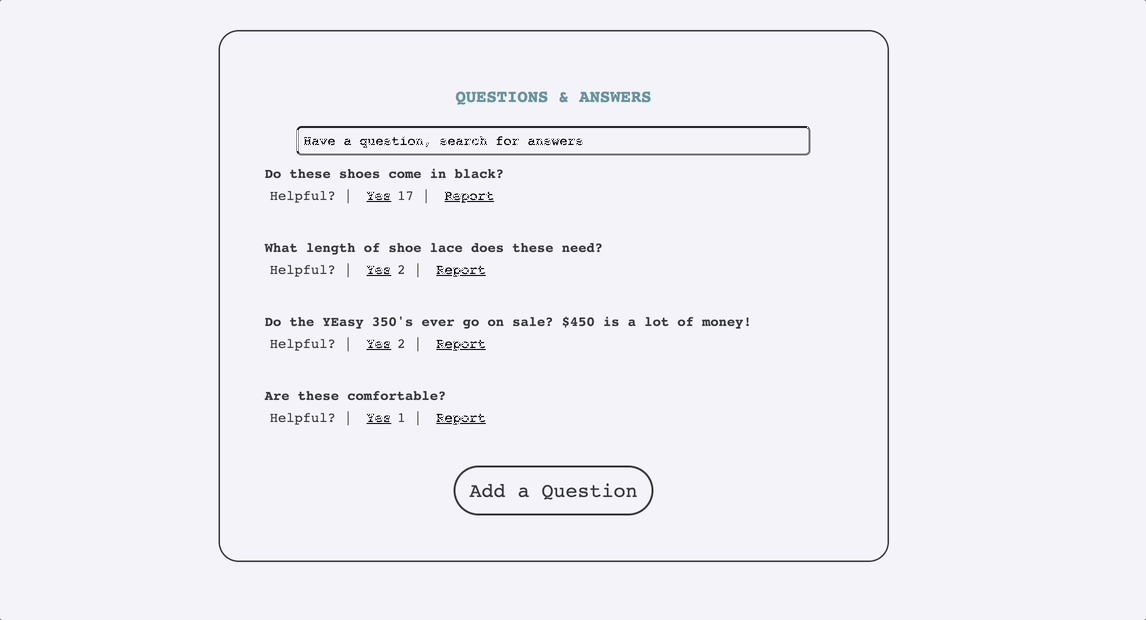 QUESTIONS & ANSWERS
Have a question, search for answers
Do these shoes come in black?
Helpful? | Yes 17 | Report
What length of shoe lace does these need?
Helpful? | Yes 2 | Report
Do the YEasy 350's ever go on sale? $450 is a lot of money!
Helpful? | Yes 2 | Report
Are these comfortable?
Helpful? | Yes 1 | Report
Add a Question